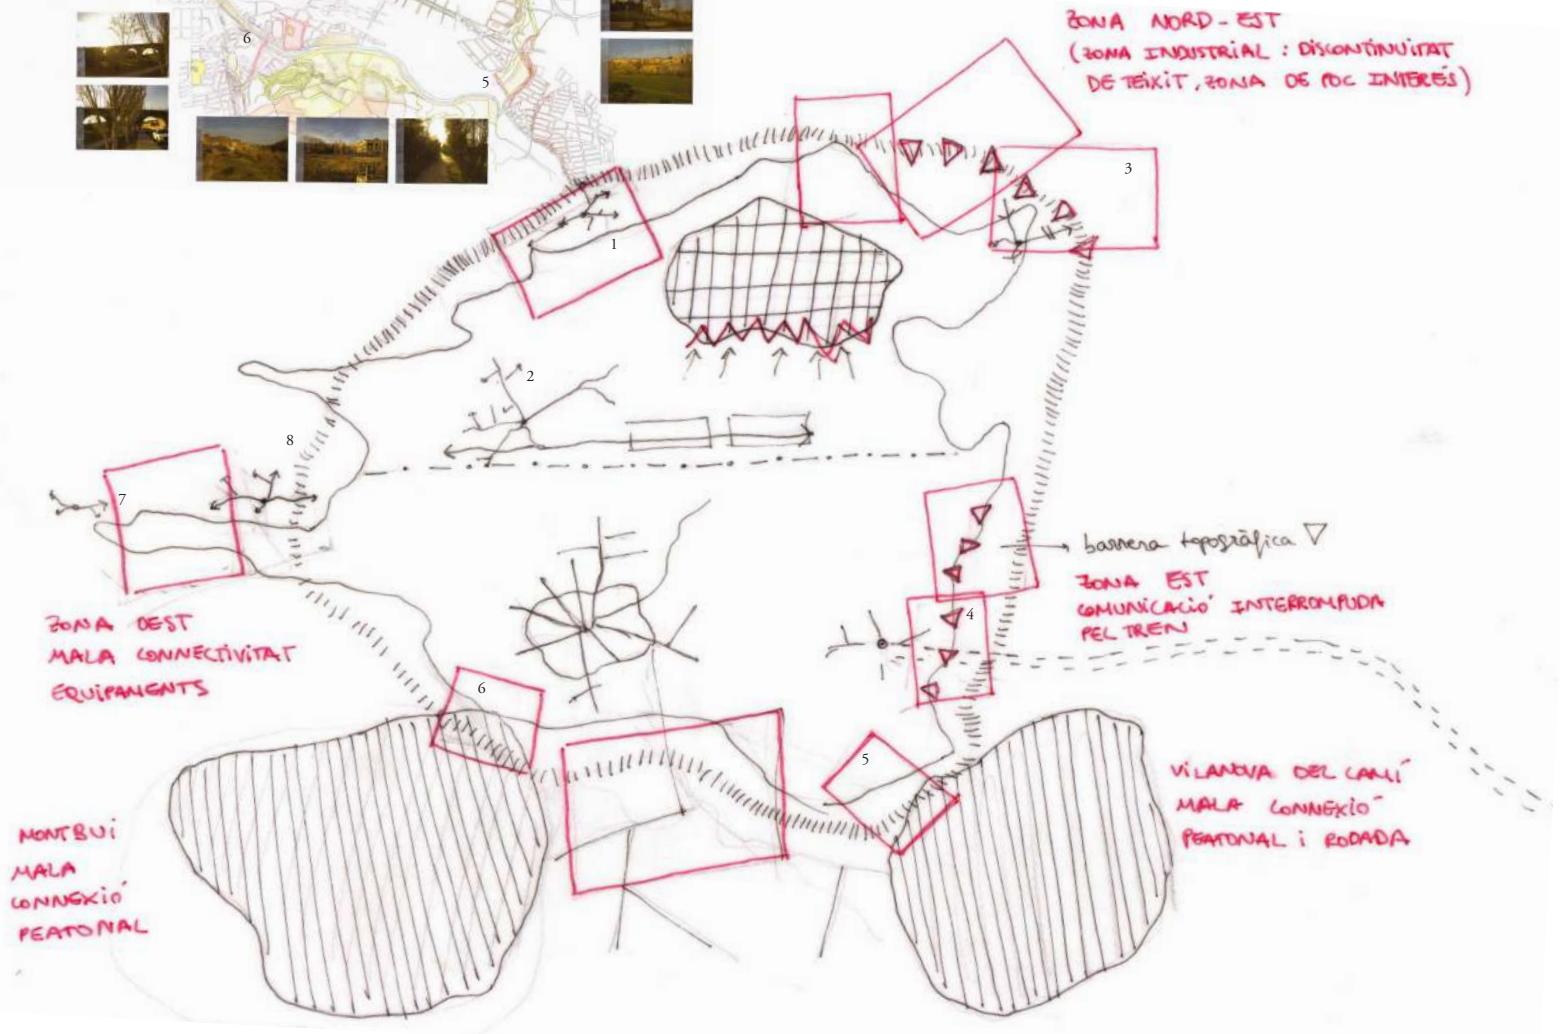 6
5
ZONA NORD-EST
(ZONA INDUSTRIAL : DISCONTINUITAT
DE TEIXIT, ZONA DE POC INTERÈS)
3
1
2
8
7
barrera topogràfica ▽
ZONA EST
COMUNICACIÓ INTERROMPUDA
PEL TREN
4
ZONA OEST
MALA CONNECTIVITAT
EQUIPAMENTS
6
5
VILANOVA DEL CAMÍ
MALA CONNEXIÓ
PEATONAL i RODADA
MONTBUI
MALA
CONNEXIÓ
PEATONAL